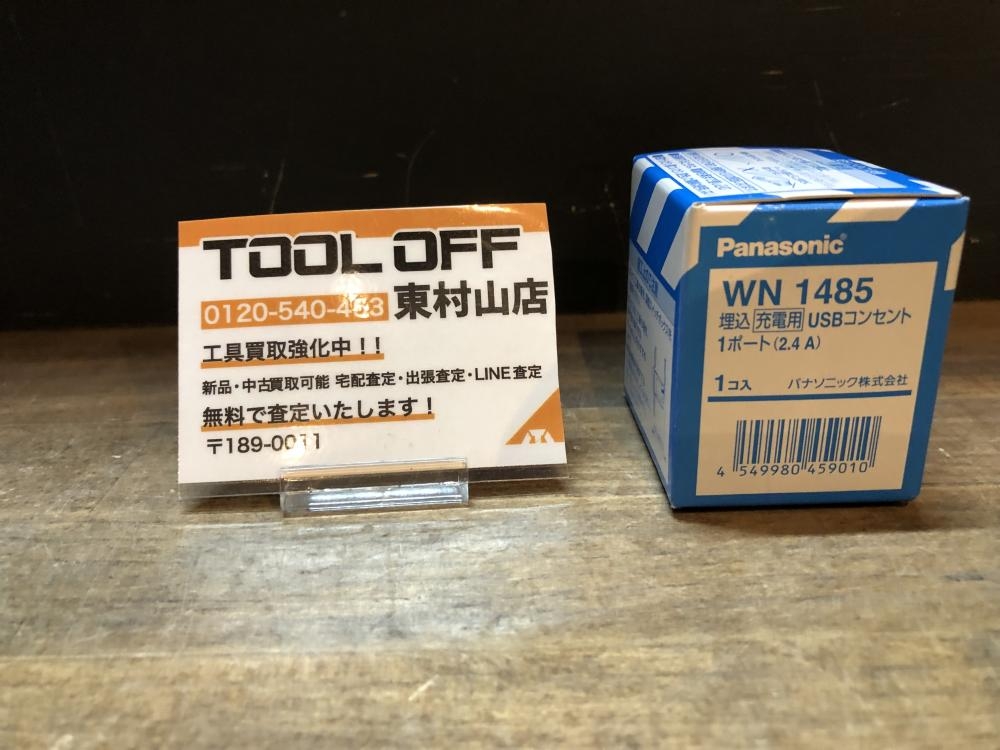 TOOL OFF
0120-540-453 東村山店
工具買取強化中！！
新品・中古買取可能 宅配査定・出張査定・LINE査定
無料で査定いたします！
〒189-0011
Panasonic
WN 1485
埋込 充電用 USBコンセント
1ポート(2.4 A)
1コ入 パナソニック株式会社
4 549980 459010